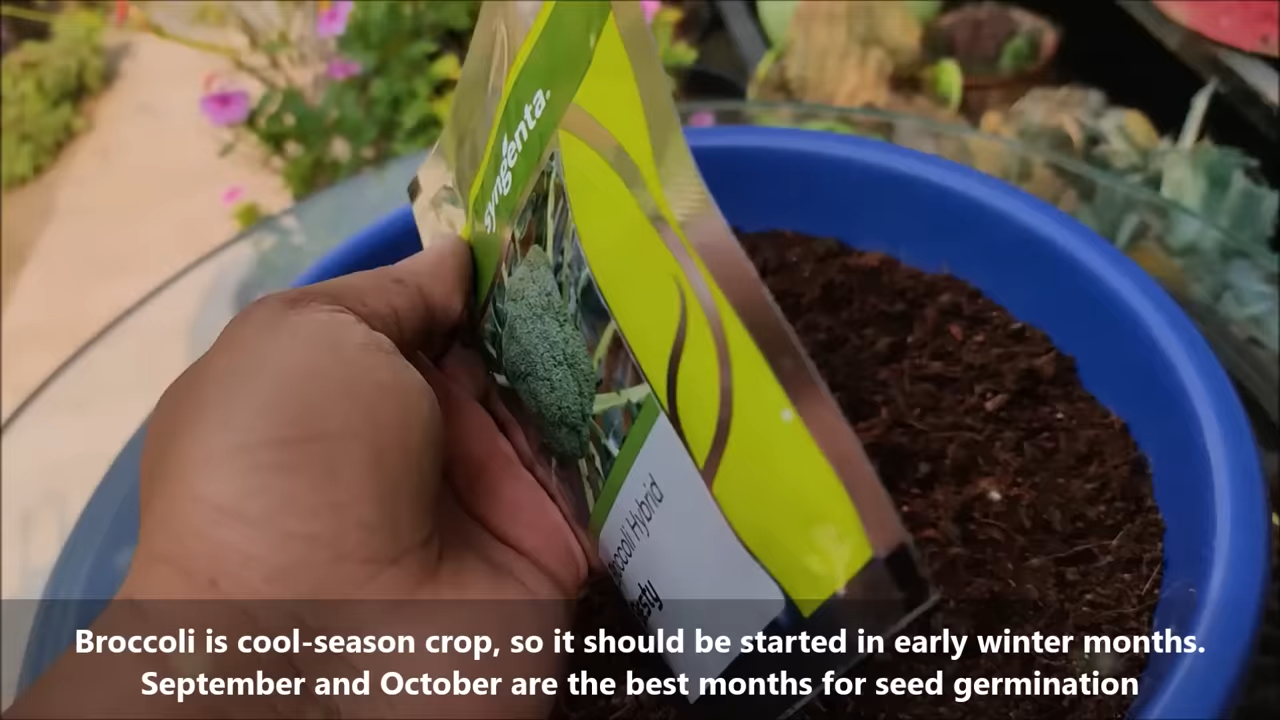 syngenta.
Hybrid
Broccoli is cool-season crop, so it should be started in early winter months.
September and October are the best months for seed germination